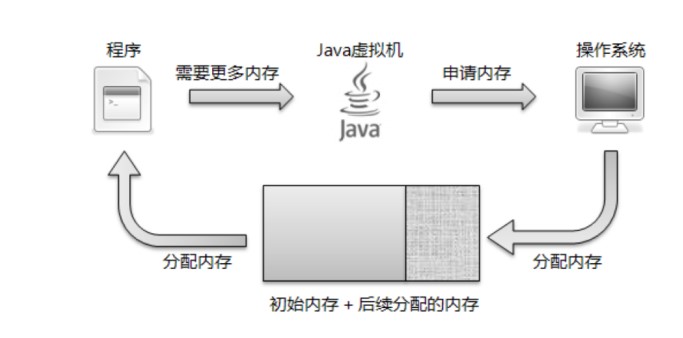 程序
Java虚拟机
操作系统
需要更多内存
申请内存
>_
Java
分配内存
分配内存
初始内存 + 后续分配的内存